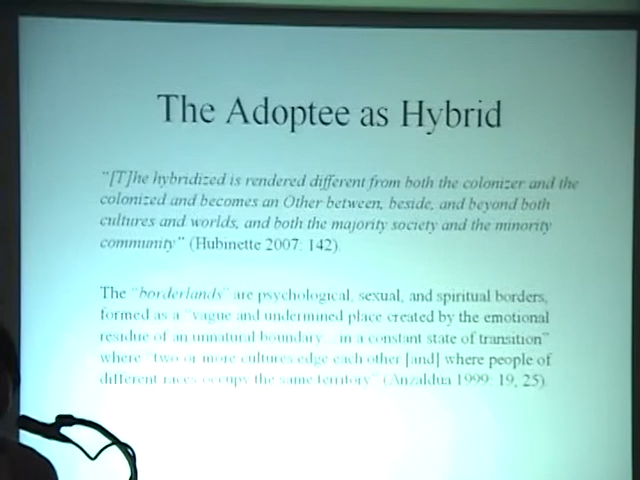 The Adoptee as Hybrid
"[T]he hybridized is rendered different from both the colonizer and the
colonized and becomes an Other between, beside, and beyond both
cultures and worlds, and both the majority society and the minority
community" (Hubinette 2007: 142).
The "borderlands" are psychological, sexual, and spiritual borders,
formed as a "vague and undermined place created by the emotional
residue of an unnatural boundary...in a constant state of transition"
where "two or more cultures edge each other [and] where people of
different races occupy the same territory" (Anzaldua 1999: 19, 25).